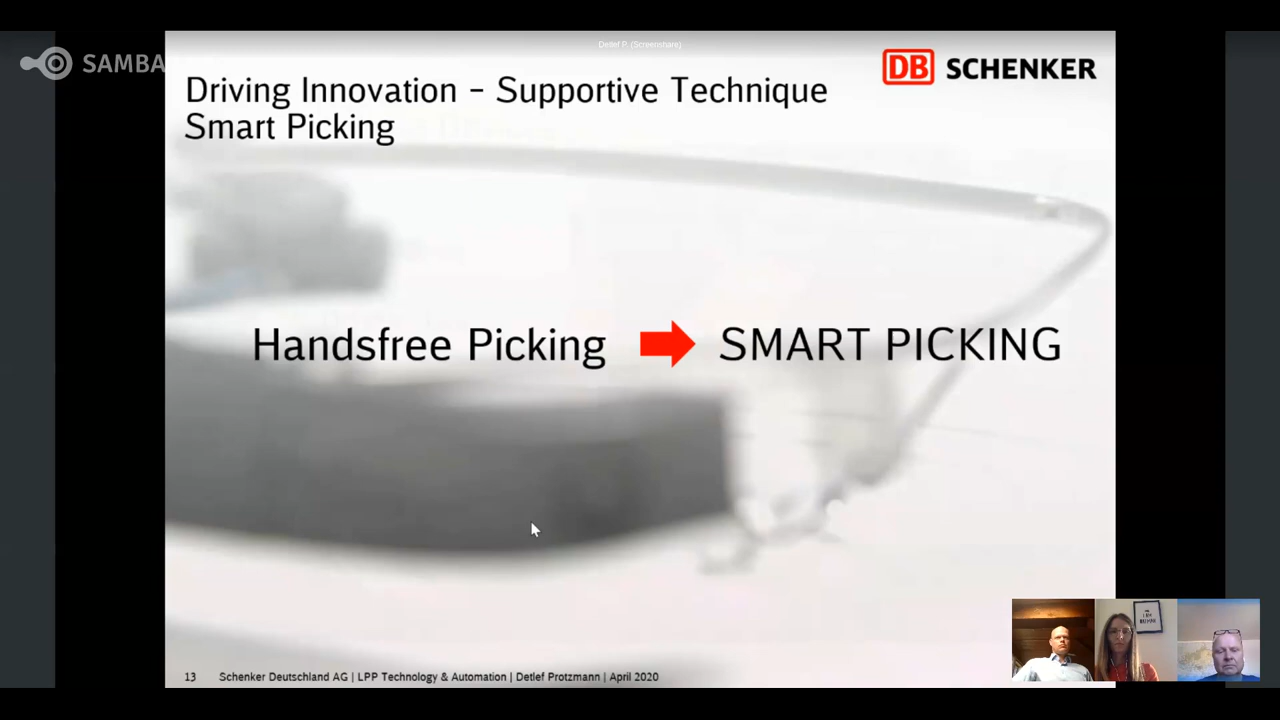 Detlef P. (Screenshare)
SAMBA
DB SCHENKER
Driving Innovation – Supportive Technique
Smart Picking
Handsfree Picking
SMART PICKING
13 Schenker Deutschland AG | LPP Technology & Automation | Detlef Protzmann | April 2020